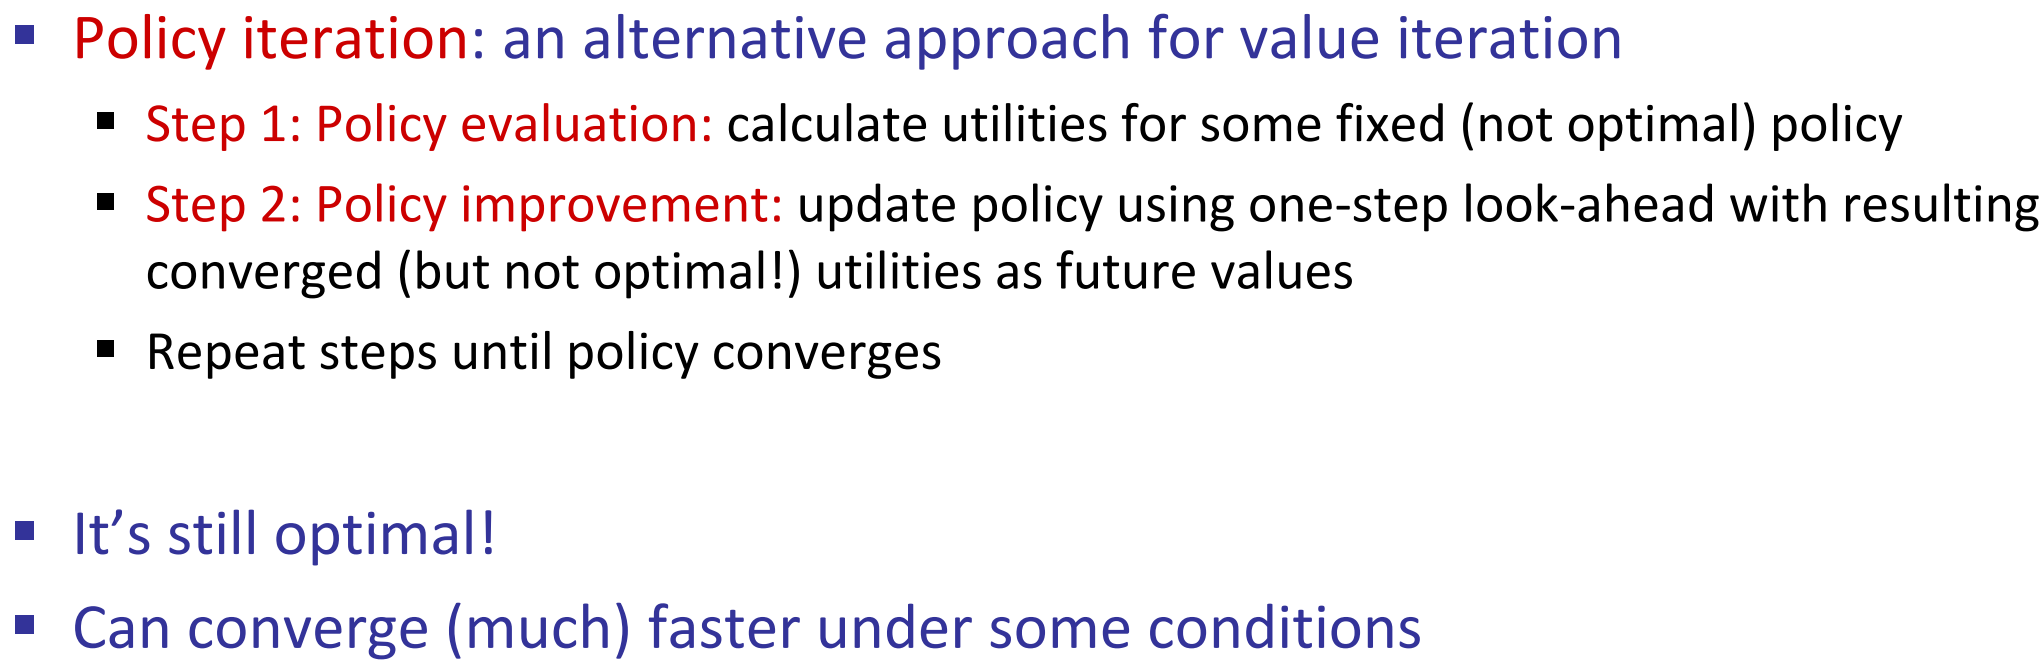 ▪ Policy iteration: an alternative approach for value iteration
▪ Step 1: Policy evaluation: calculate utilities for some fixed (not optimal) policy
▪ Step 2: Policy improvement: update policy using one-step look-ahead with resulting
converged (but not optimal!) utilities as future values
▪ Repeat steps until policy converges
▪ It’s still optimal!
▪ Can converge (much) faster under some conditions